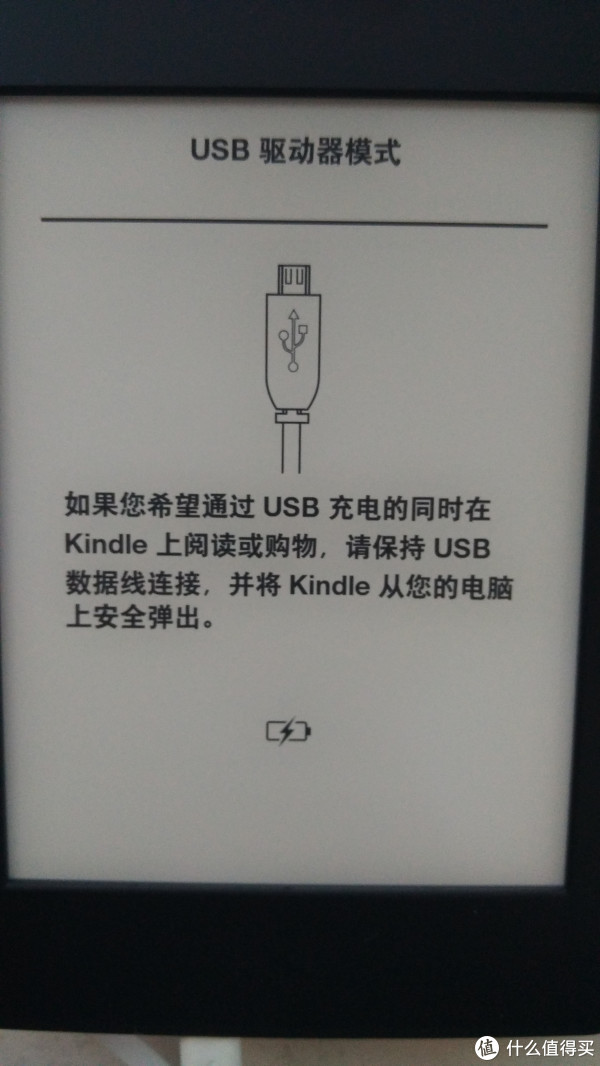 USB 驱动器模式
如果您希望通过 USB 充电的同时在
Kindle 上阅读或购物，请保持 USB
数据线连接，并将 Kindle 从您的电脑
上安全弹出。
值 什么值得买